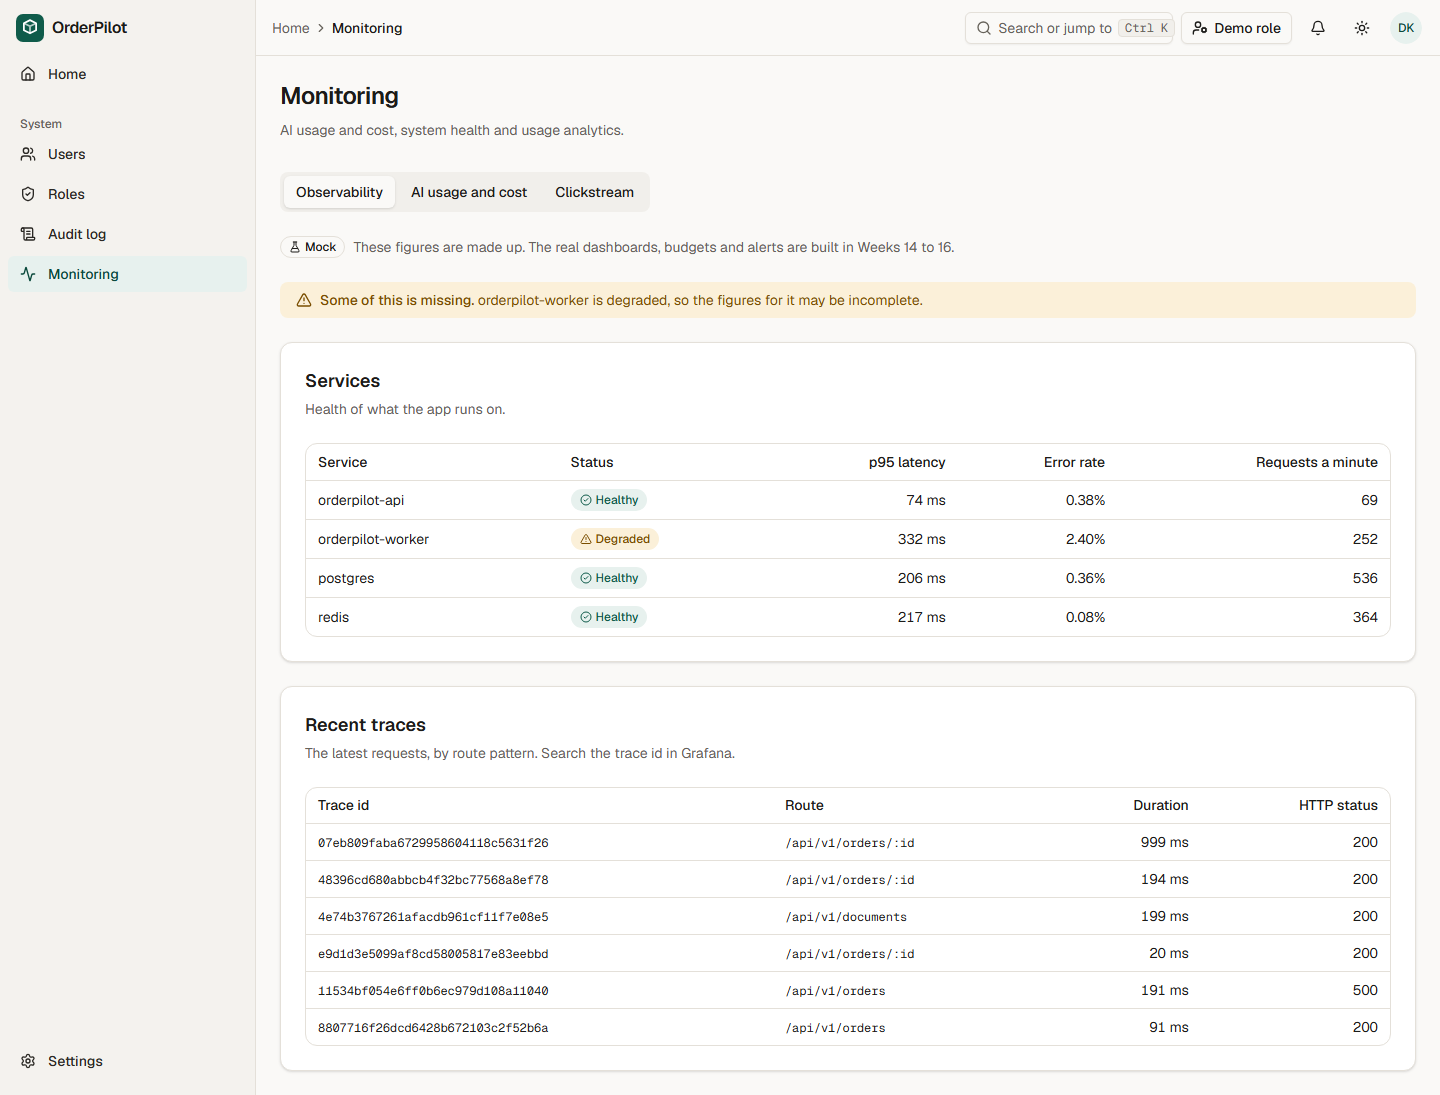 OrderPilot
Home
System
Users
Roles
Audit log
Monitoring
Settings
Home > Monitoring
Search or jump to Ctrl K
Demo role
DK
Monitoring
AI usage and cost, system health and usage analytics.
Observability AI usage and cost Clickstream
Mock These figures are made up. The real dashboards, budgets and alerts are built in Weeks 14 to 16.
Some of this is missing. orderpilot-worker is degraded, so the figures for it may be incomplete.
Services
Health of what the app runs on.
Service Status p95 latency Error rate Requests a minute
orderpilot-api Healthy 74 ms 0.38% 69
orderpilot-worker Degraded 332 ms 2.40% 252
postgres Healthy 206 ms 0.36% 536
redis Healthy 217 ms 0.08% 364
Recent traces
The latest requests, by route pattern. Search the trace id in Grafana.
Trace id Route Duration HTTP status
07eb809faba6729958604118c5631f26 /api/v1/orders/:id 999 ms 200
48396cd680abbcb4f32bc77568a8ef78 /api/v1/orders/:id 194 ms 200
4e74b3767261afacdb961cf11f7e08e5 /api/v1/documents 199 ms 200
e9d1d3e5099af8cd58005817e83eebbd /api/v1/orders/:id 20 ms 200
11534bf054e6ff0b6ec979d108a11040 /api/v1/orders 191 ms 500
8807716f26dcd6428b672103c2f52b6a /api/v1/orders 91 ms 200